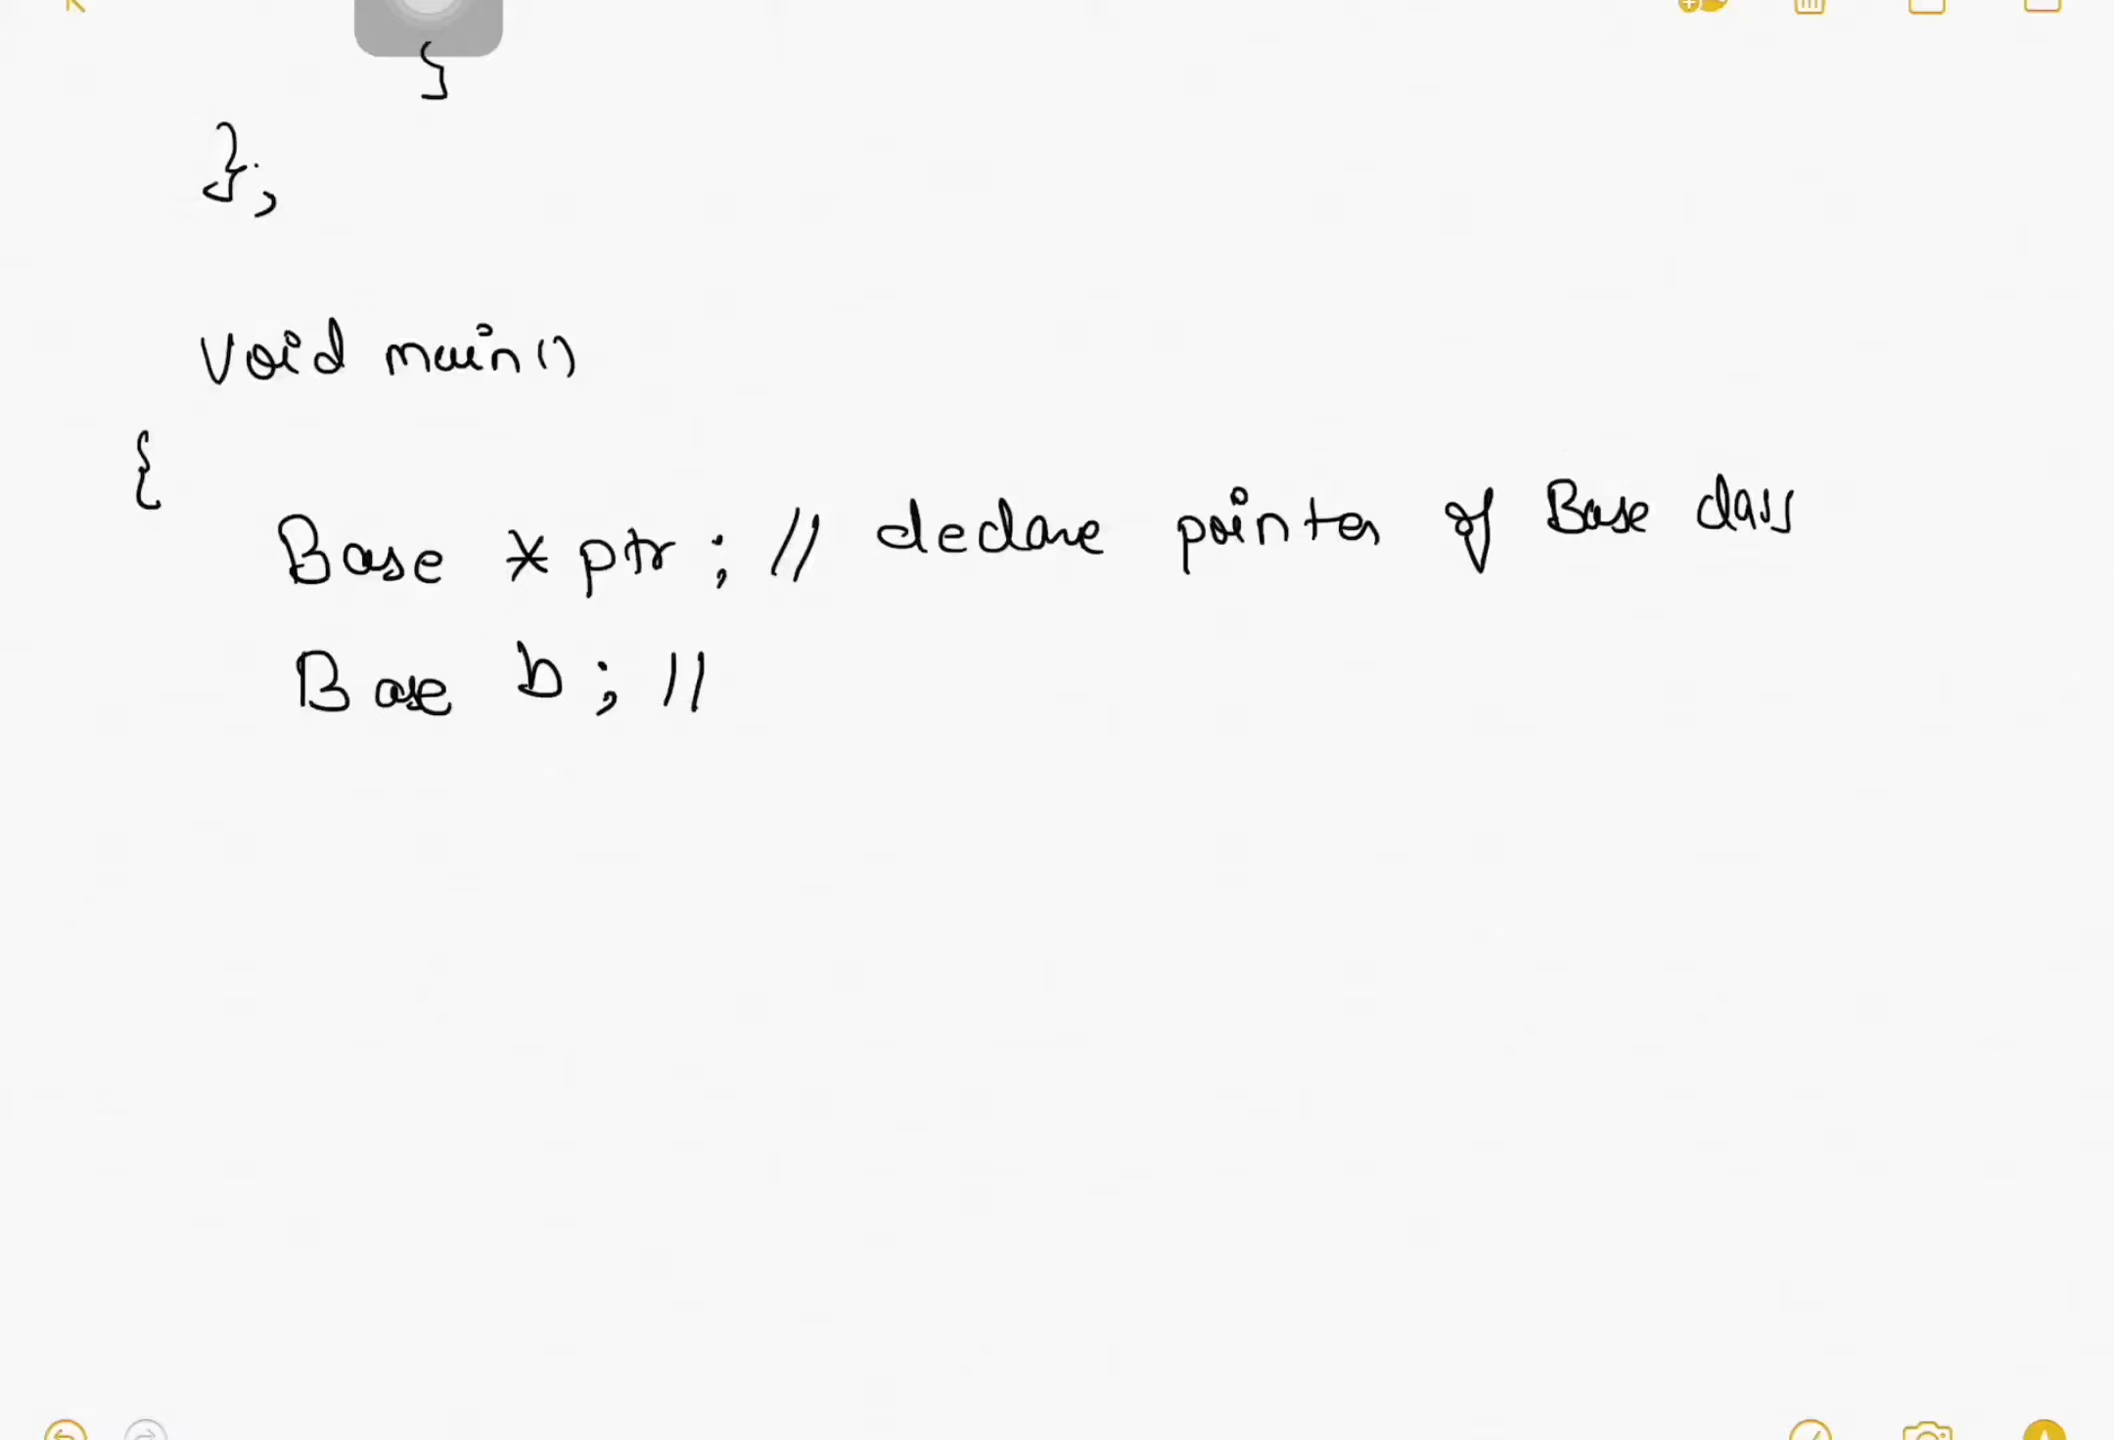 }
};
void main()
{
Base *ptr; // declare pointer of Base class
Base b; //